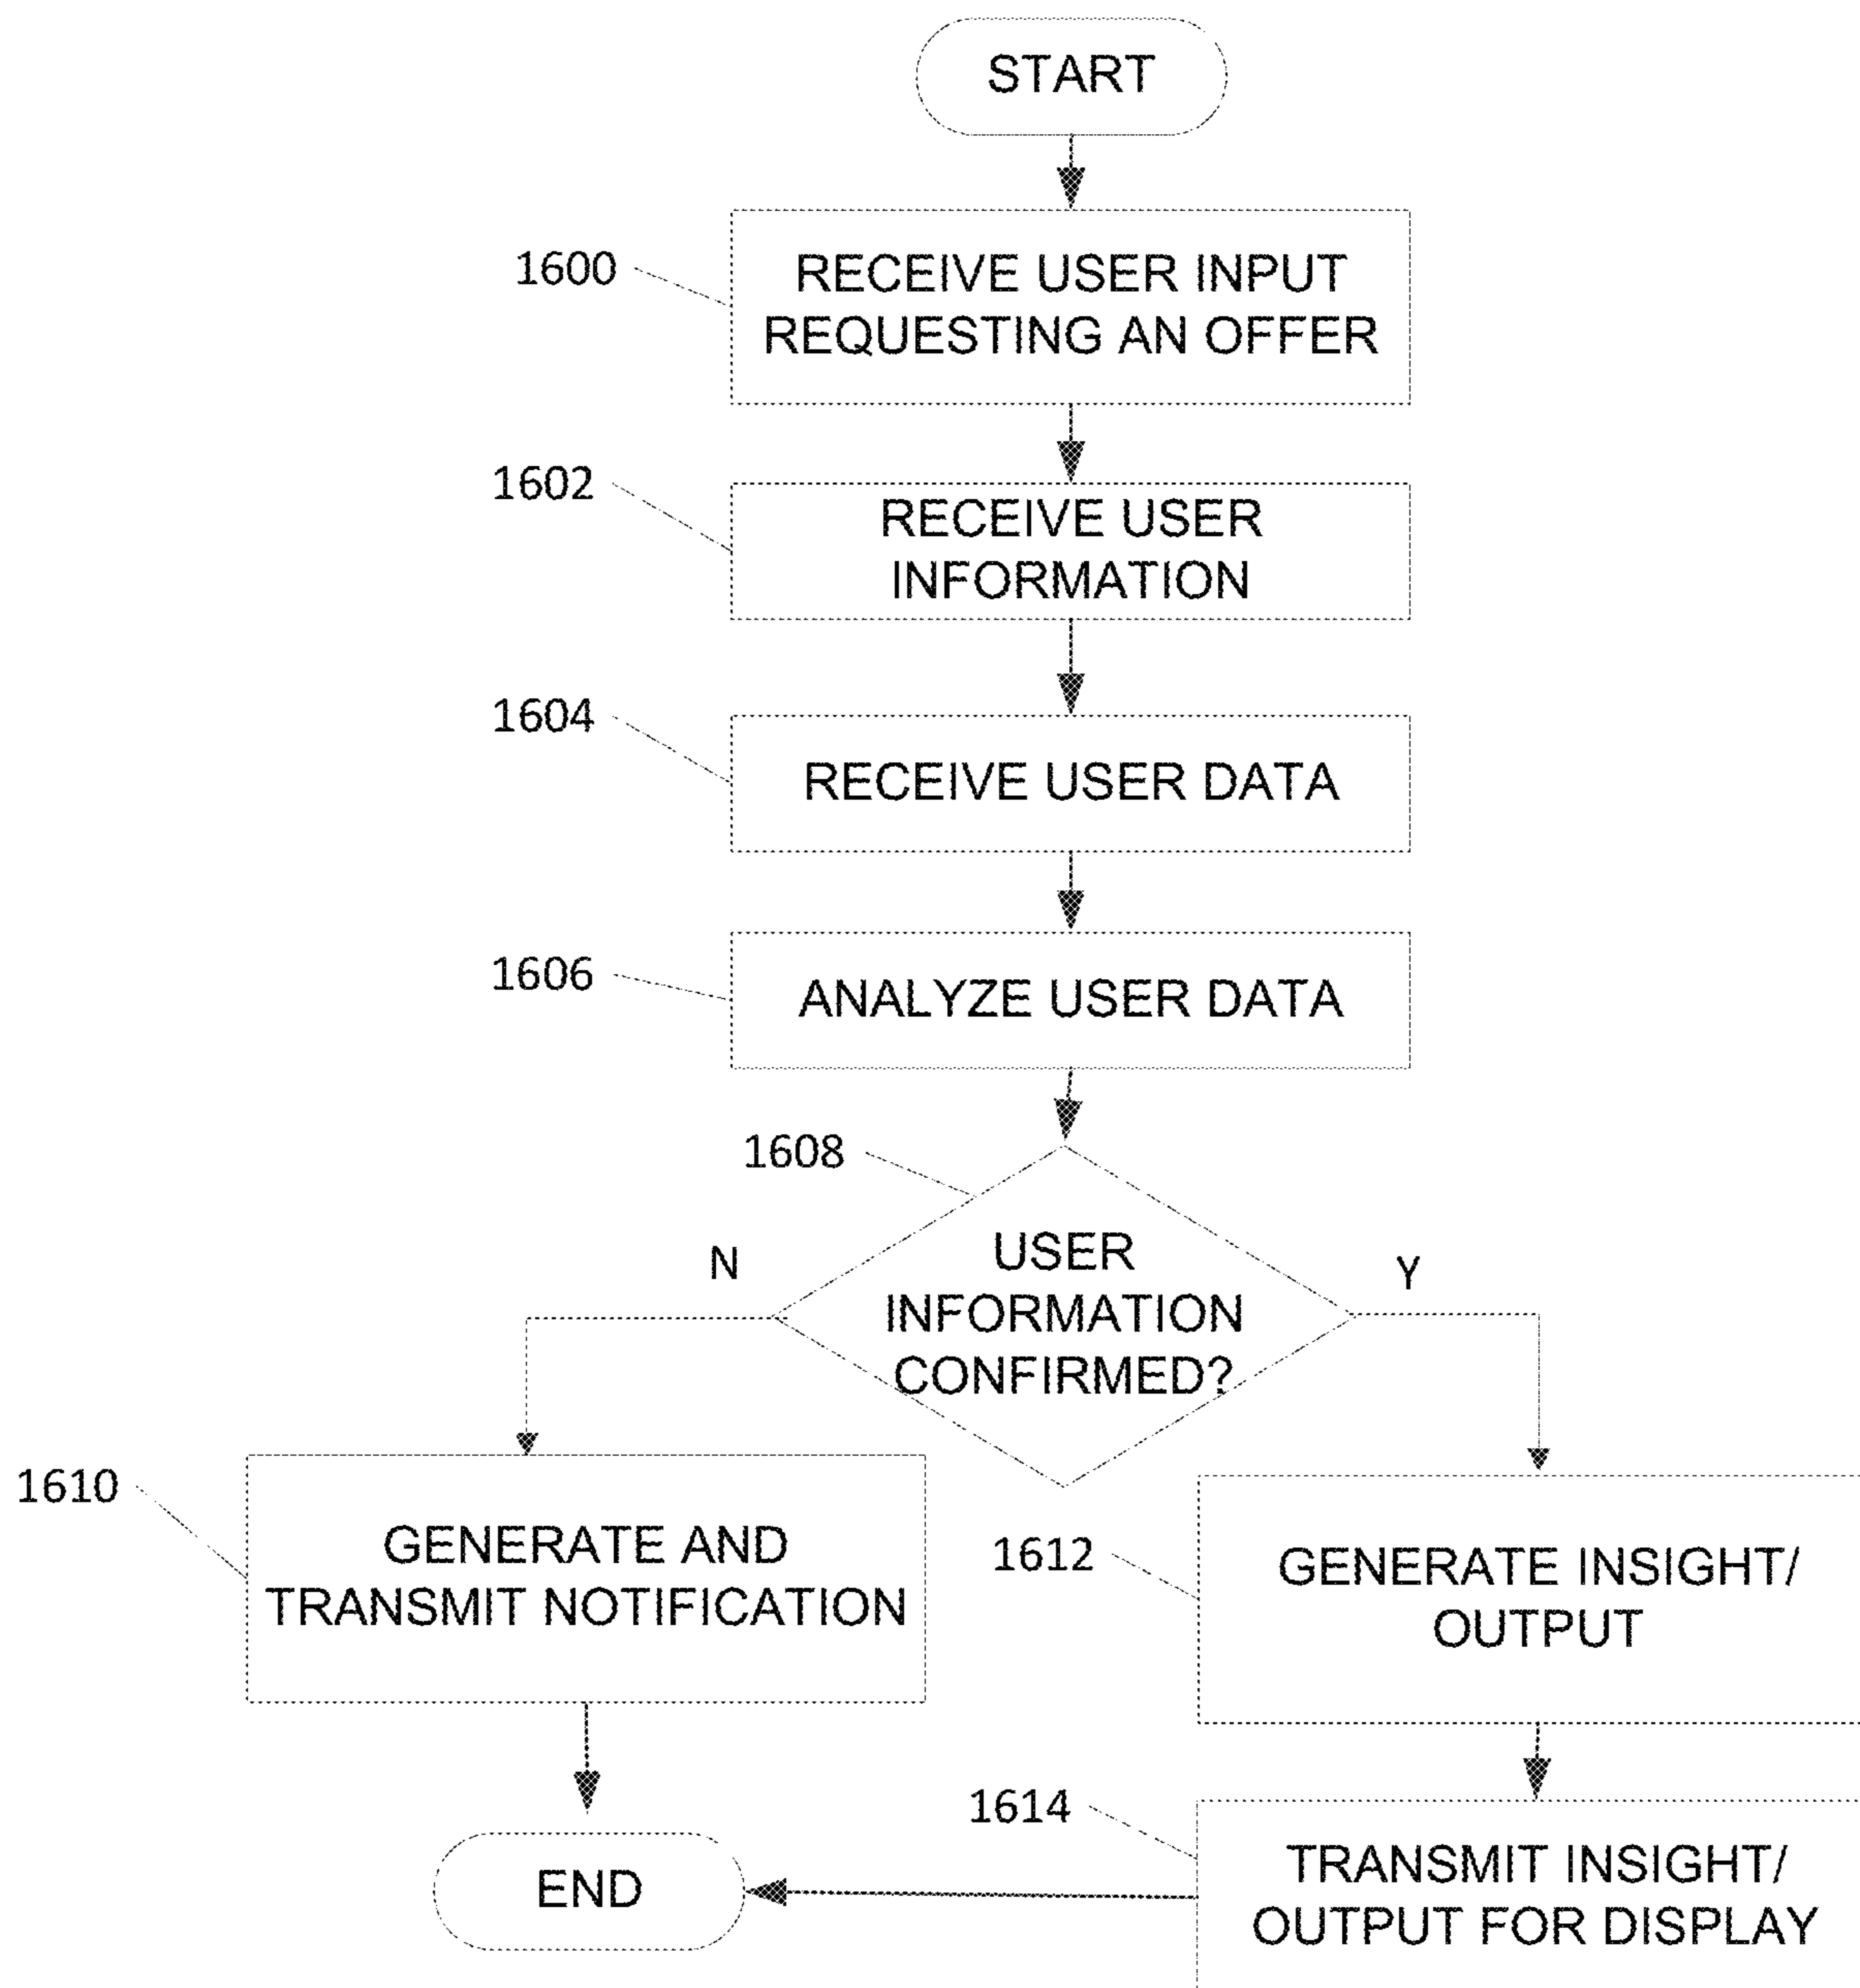 START
1600
RECEIVE USER INPUT
REQUESTING AN OFFER
1602
RECEIVE USER
INFORMATION
1604
RECEIVE USER DATA
1606
ANALYZE USER DATA
1608
USER
INFORMATION
CONFIRMED?
N
Y
1610
GENERATE AND
TRANSMIT NOTIFICATION
1612
GENERATE INSIGHT/
OUTPUT
1614
TRANSMIT INSIGHT/
OUTPUT FOR DISPLAY
END